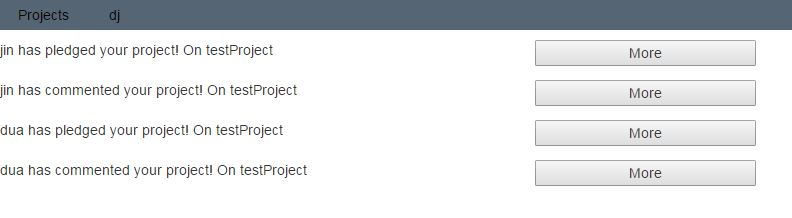 Projects dj
jin has pledged your project! On testProject More
jin has commented your project! On testProject More
dua has pledged your project! On testProject More
dua has commented your project! On testProject More